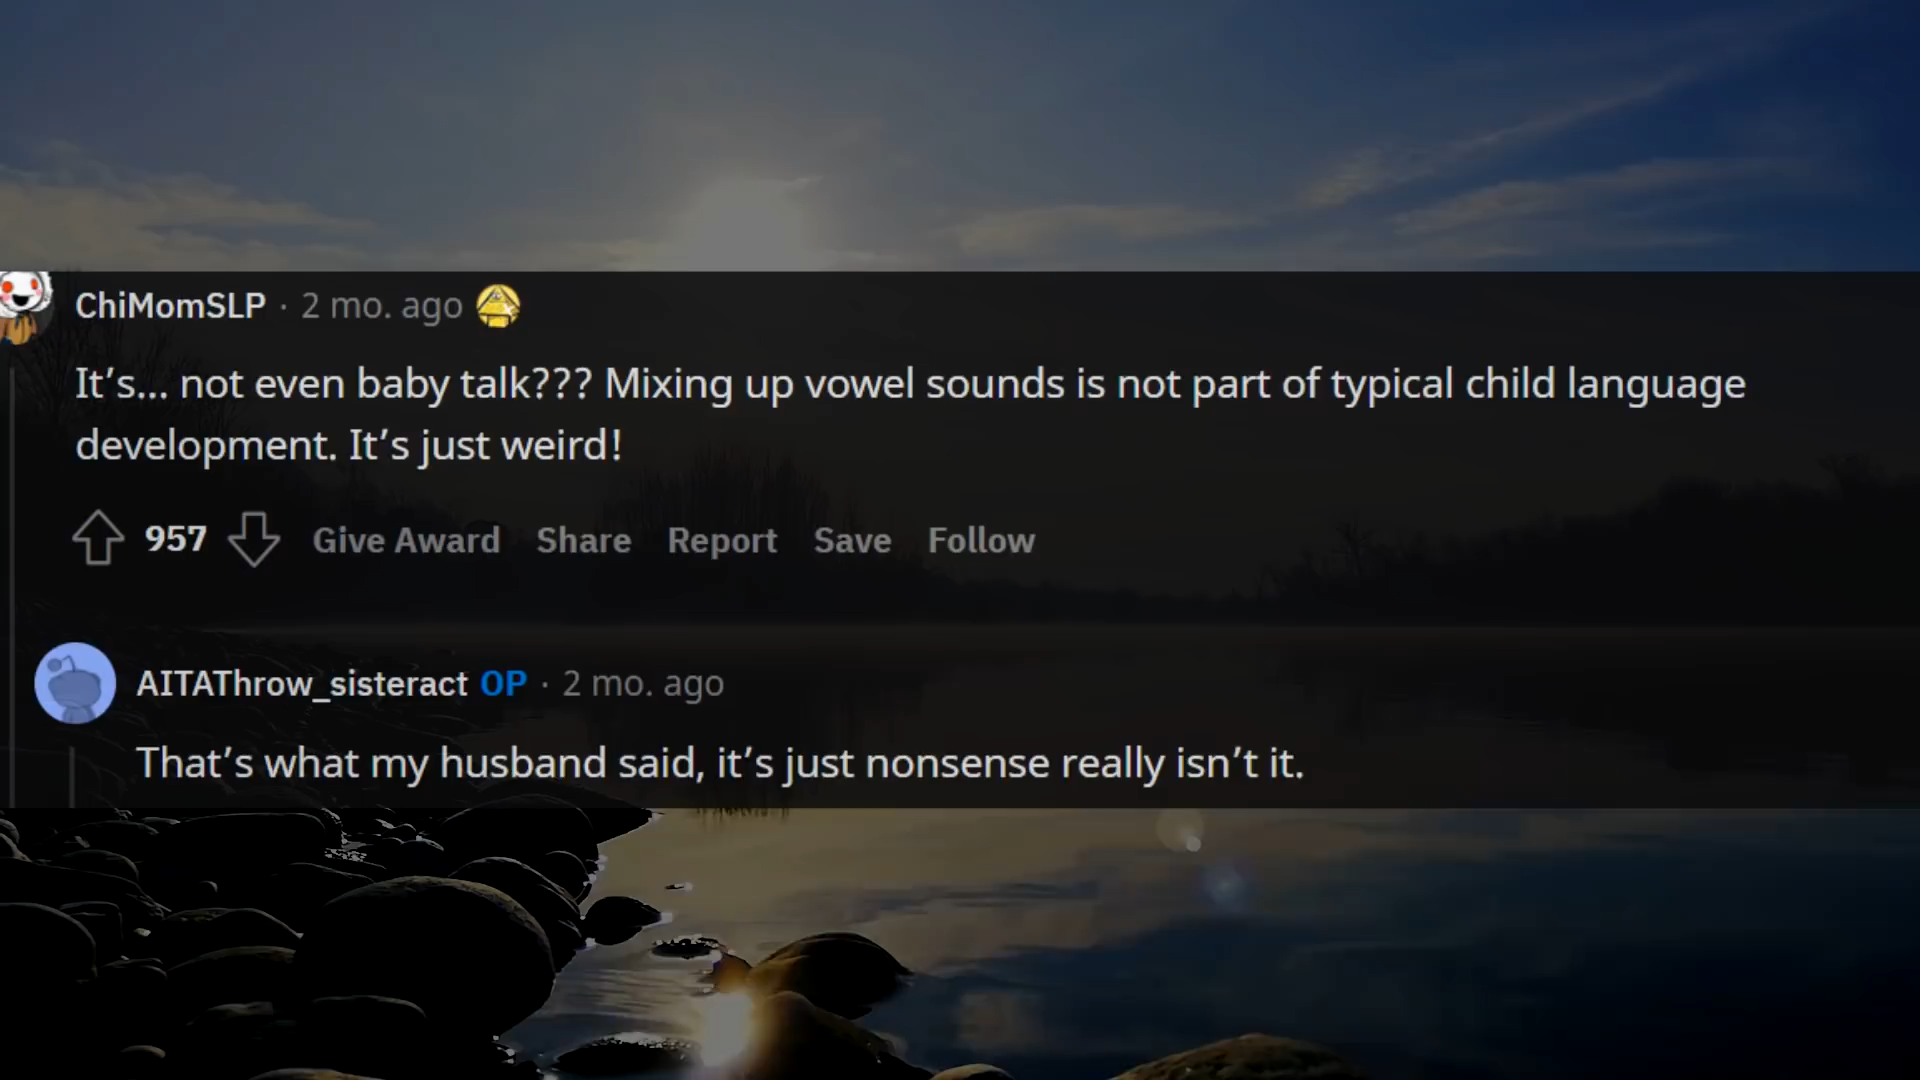 ChiMomSLP · 2 mo. ago
It’s... not even baby talk??? Mixing up vowel sounds is not part of typical child language
development. It’s just weird!
957 Give Award Share Report Save Follow
AITAThrow_sisteract OP · 2 mo. ago
That’s what my husband said, it’s just nonsense really isn’t it.